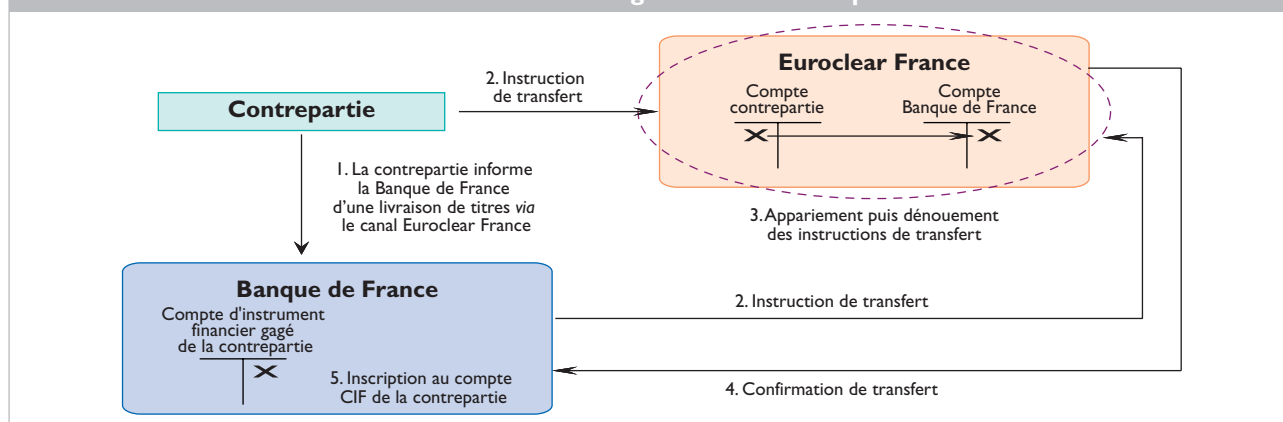 Contrepartie
2. Instruction
de transfert
Euroclear France
Compte
contrepartie
Compte
Banque de France
X
X
1. La contrepartie informe
la Banque de France
d'une livraison de titres via
le canal Euroclear France
3. Appariement puis dénouement
des instructions de transfert
Banque de France
Compte d'instrument
financier gagé
de la contrepartie
X
5. Inscription au compte
CIF de la contrepartie
2. Instruction de transfert
4. Confirmation de transfert